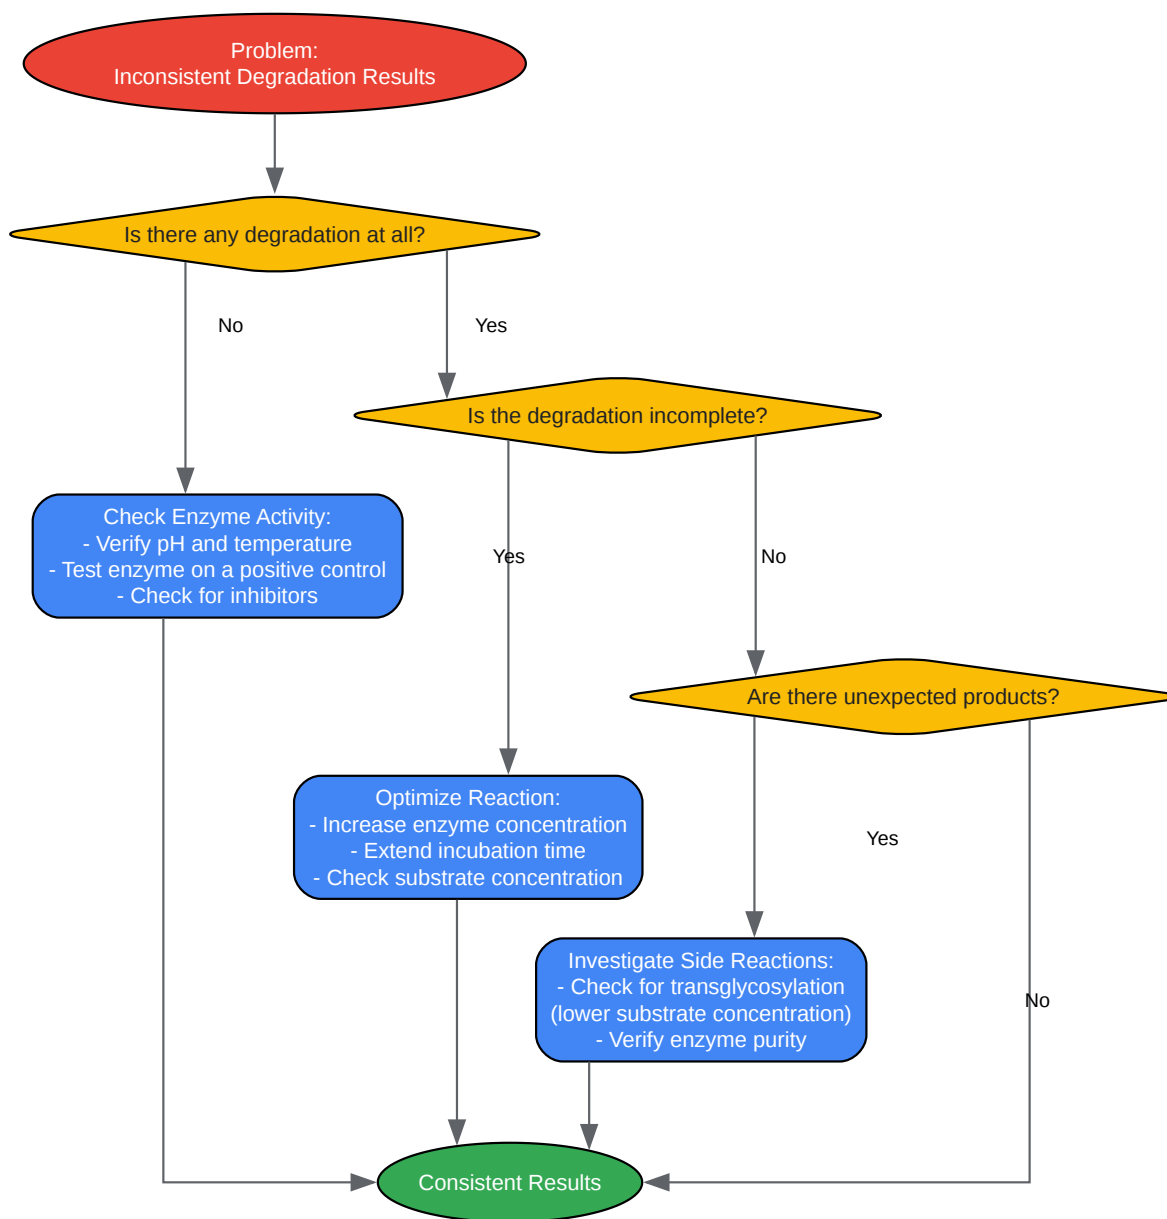 Problem:
Inconsistent Degradation Results
Is there any degradation at all?
No
Yes
Is the degradation incomplete?
Check Enzyme Activity:
- Verify pH and temperature
- Test enzyme on a positive control
- Check for inhibitors
Yes
No
Are there unexpected products?
Optimize Reaction:
- Increase enzyme concentration
- Extend incubation time
- Check substrate concentration
Yes
Investigate Side Reactions:
- Check for transglycosylation
(lower substrate concentration)
- Verify enzyme purity
No
Consistent Results